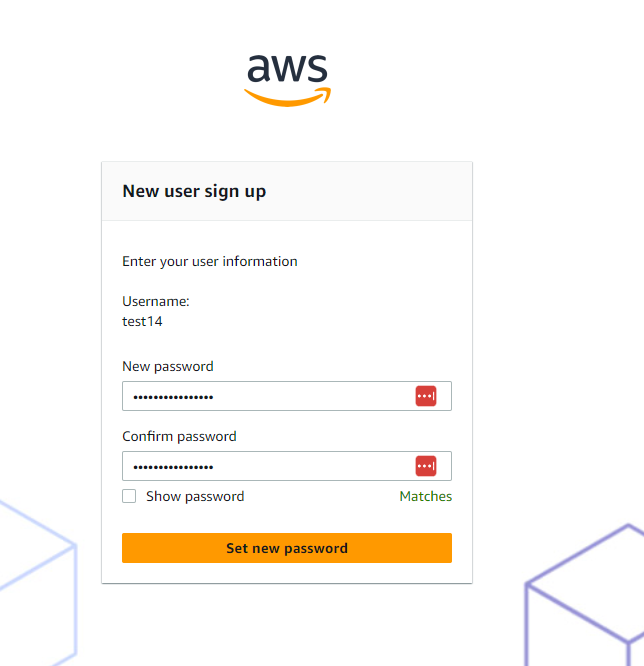 aws
New user sign up
Enter your user information
Username:
test14
New password
••••••••••••••••
Confirm password
••••••••••••••••
Show password Matches
Set new password